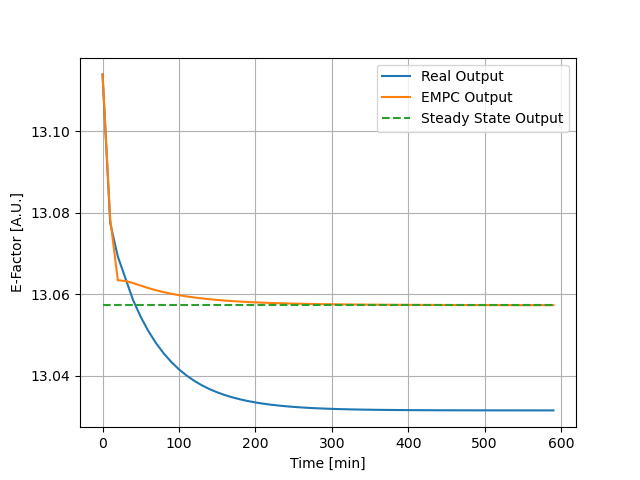 Real Output
EMPC Output
Steady State Output
E-Factor [A.U.]
13.10
13.08
13.06
13.04
0 100 200 300 400 500 600
Time [min]